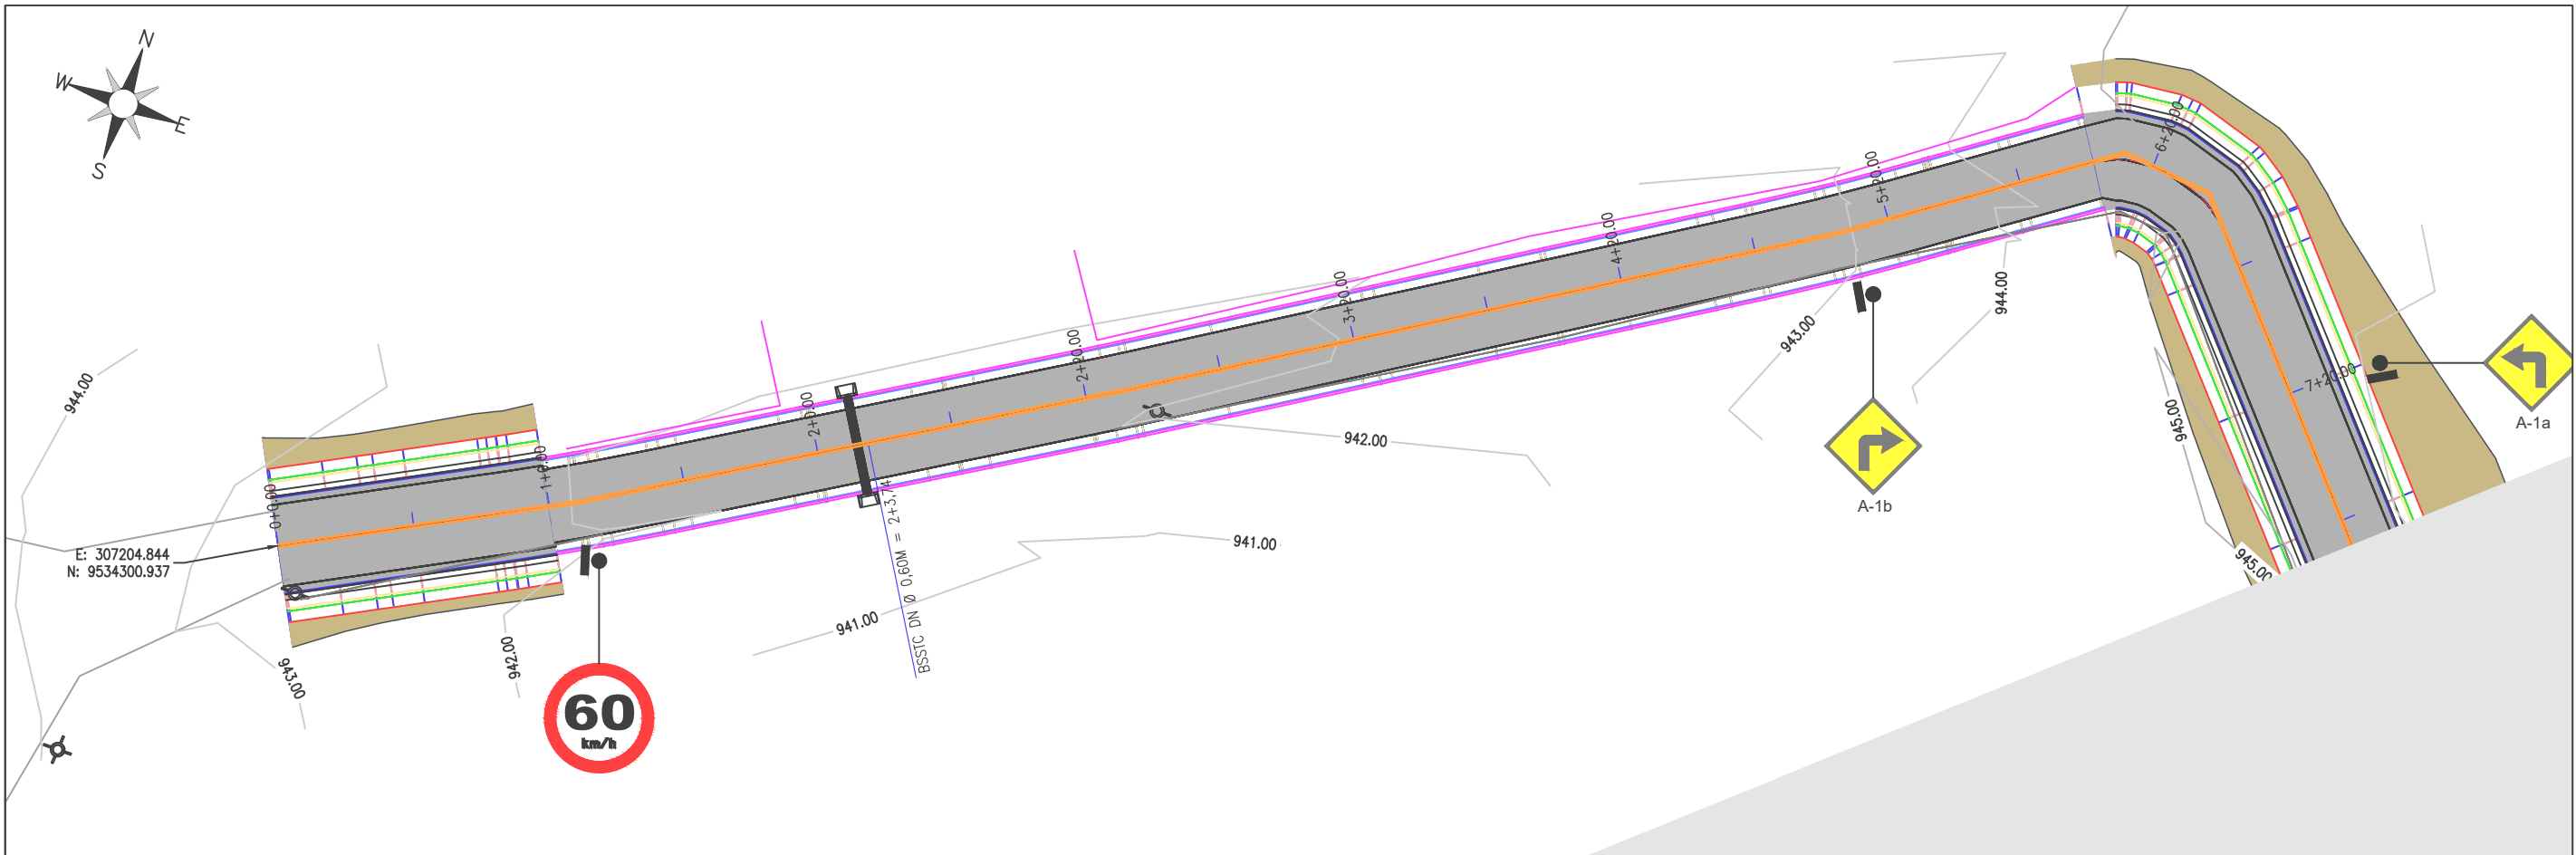 N
W
E
S
944.00
0+0.00
E: 307204.844
N: 9534300.937
943.00
942.00
1+0.00
60
km/h
2+0.00
BSSTC DN Ø 0,60M = 2+3,74
941.00
941.00
942.00
2+20.00
3+20.00
4+20.00
5+20.00
943.00
944.00
A-1b
6+20.00
7+20.00
945.00
945.00
A-1a